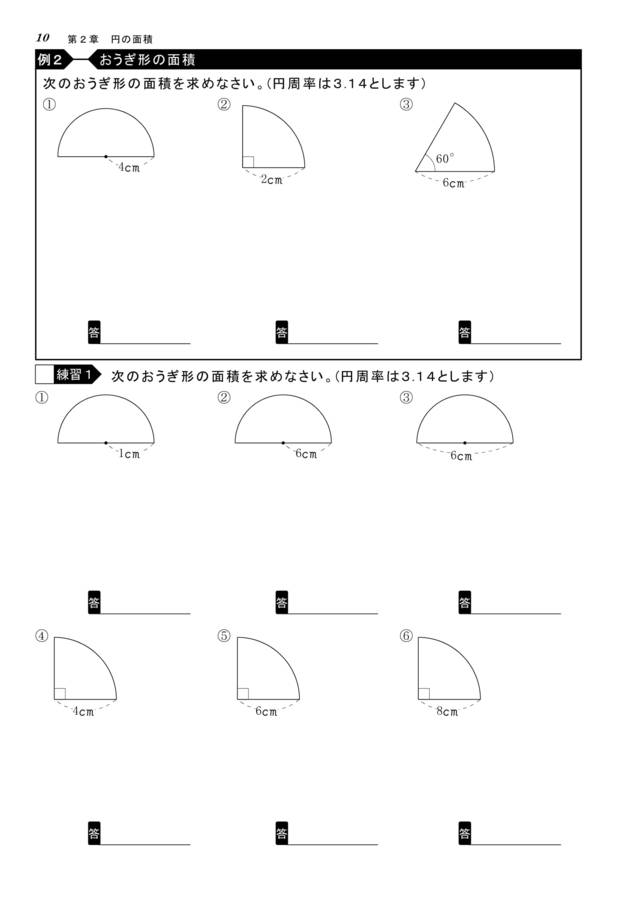 10 第２章 円の面積
例２ おうぎ形の面積
次のおうぎ形の面積を求めなさい。(円周率は３.１４とします)
① ② ③
60°
4cm 2cm 6cm
答 答 答
練習１ 次のおうぎ形の面積を求めなさい。(円周率は３.１４とします)
① ② ③
1cm 6cm 6cm
答 答 答
④ ⑤ ⑥
4cm 6cm 8cm
答 答 答